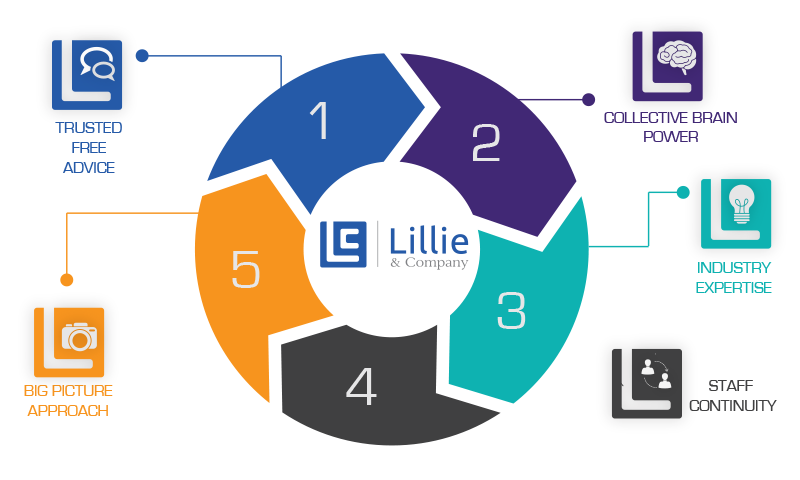 TRUSTED
FREE
ADVICE
1
2
COLLECTIVE BRAIN
POWER
Lillie
& Company
INDUSTRY
EXPERTISE
5
3
4
BIG PICTURE
APPROACH
STAFF
CONTINUITY